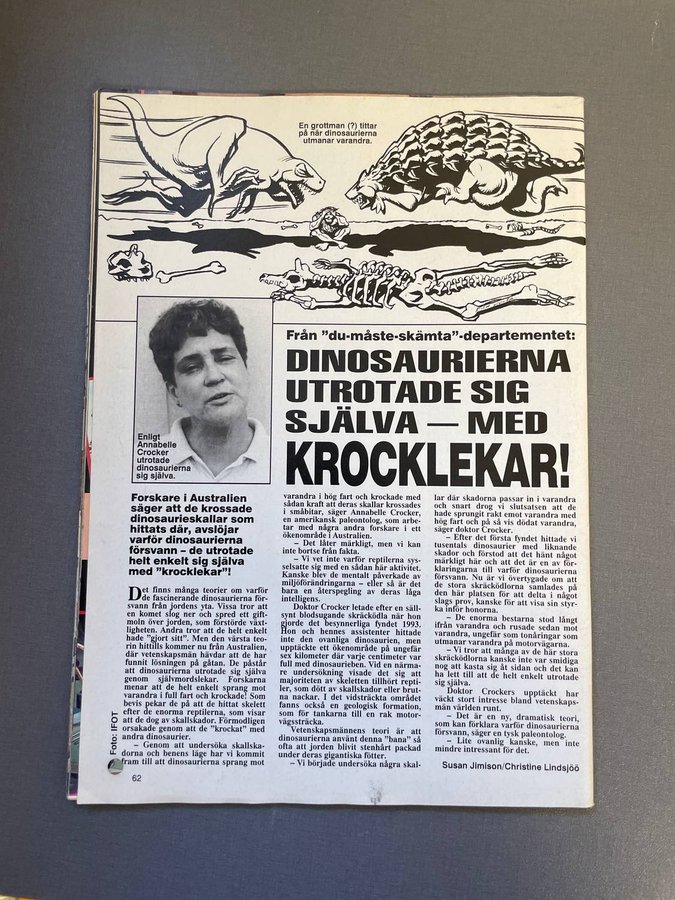 En grottman (?) tittar
på när dinosaurierna
utmanar varandra.
Enligt
Annabelle
Crocker
utrotade
dinosaurierna
sig själva.
Från ”du-måste-skämta”-departementet:
DINOSAURIERNA
UTROTADE SIG
SJÄLVA — MED
KROCKLEKAR!
Forskare i Australien
säger att de krossade
dinosaurieskallar som
hittats där, avslöjar
varför dinosaurierna
försvann – de utrotade
helt enkelt sig själva
med ”krocklekar”!
Det finns många teorier om varför
de fascinerande dinosaurierna för-
svann från jordens yta. Vissa tror att
en komet slog ner och spred ett gift-
moln över jorden, som förstörde växt-
ligheten. Andra tror att de helt enkelt
hade ”gjort sitt”. Men den värsta teo-
rin hittills kommer nu från Australien,
där vetenskapsmän hävdar att de har
funnit lösningen på gåtan. De påstår
att dinosaurierna utrotade sig själva
genom självmordslekar. Forskarna
menar att de helt enkelt sprang mot
varandra i full fart och krockade! Som
bevis pekar de på att de hittat skelett
efter de enorma reptilerna, som visar
att de dog av skallskador. Förmodligen
orsakade genom att de ”krockat” med
andra dinosaurier.
– Genom att undersöka skallska-
dorna och benens läge har vi kommit
fram till att dinosaurierna sprang mot
varandra i hög fart och krockade med
sådan kraft att deras skallar krossades
i småbitar, säger Annabelle Crocker,
en amerikansk paleontolog, som arbe-
tar med några andra forskare i ett
ökenområde i Australien.
– Det låter märkligt, men vi kan
inte bortse från fakta.
– Vi vet inte varför reptilerna sys-
selsatte sig med en sådan här aktivitet.
Kanske blev de mentalt påverkade av
miljöförändringarna – eller så är det
bara en återspegling av deras låga
intelligens.
Doktor Crocker letade efter en säll-
synt blodsugande skräcködla när hon
gjorde det besynnerliga fyndet 1993.
Hon och hennes assistenter hittade
inte den ovanliga dinosaurien, men
upptäckte ett ökenområde på ungefär
sex kilometer där varje centimeter var
full med dinosaurieben. Vid en närma-
re undersökning visade det sig att
majoriteten av skeletten tillhört repti-
ler, som dött av skallskador eller brut-
na nackar. I det vidsträckta området
fanns också en geologisk formation,
som för tankarna till en rak motor-
vägssträcka.
Vetenskapsmännens teori är att
dinosaurierna använt denna ”bana” så
ofta att jorden blivit stenhårt packad
under deras gigantiska fötter.
– Vi började undersöka några skal-
lar där skadorna passar in i varandra
och snart drog vi slutsatsen att de
hade sprungit rakt emot varandra med
hög fart och på så vis dödat varandra,
säger doktor Crocker.
– Efter det första fyndet hittade vi
tusentals dinosaurier med liknande
skador och förstod att det hänt något
märkligt här och att det är en av för-
klaringarna till varför dinosaurierna
försvann. Nu är vi övertygade om att
de stora skräcködlorna samlades på
den här platsen för att delta i något
slags prov, kanske för att visa sin styr-
ka inför honorna.
– De enorma bestarna stod långt
ifrån varandra och rusade sedan mot
varandra, ungefär som tonåringar som
utmanar varandra på motorvägarna.
– Vi tror att många av de här stora
skräcködlorna kanske inte var smidiga
nog att kasta sig åt sidan och det kan
ha lett till att de helt enkelt utrotade
sig själva.
Doktor Crockers upptäckt har
väckt stort intresse bland vetenskaps-
män världen runt.
– Det är en ny, dramatisk teori,
som kan förklara varför dinosaurierna
försvann, säger en tysk paleontolog.
– Lite ovanlig kanske, men inte
mindre intressant för det.
Susan Jimison/Christine Lindsjöö
Foto: IFOT
62